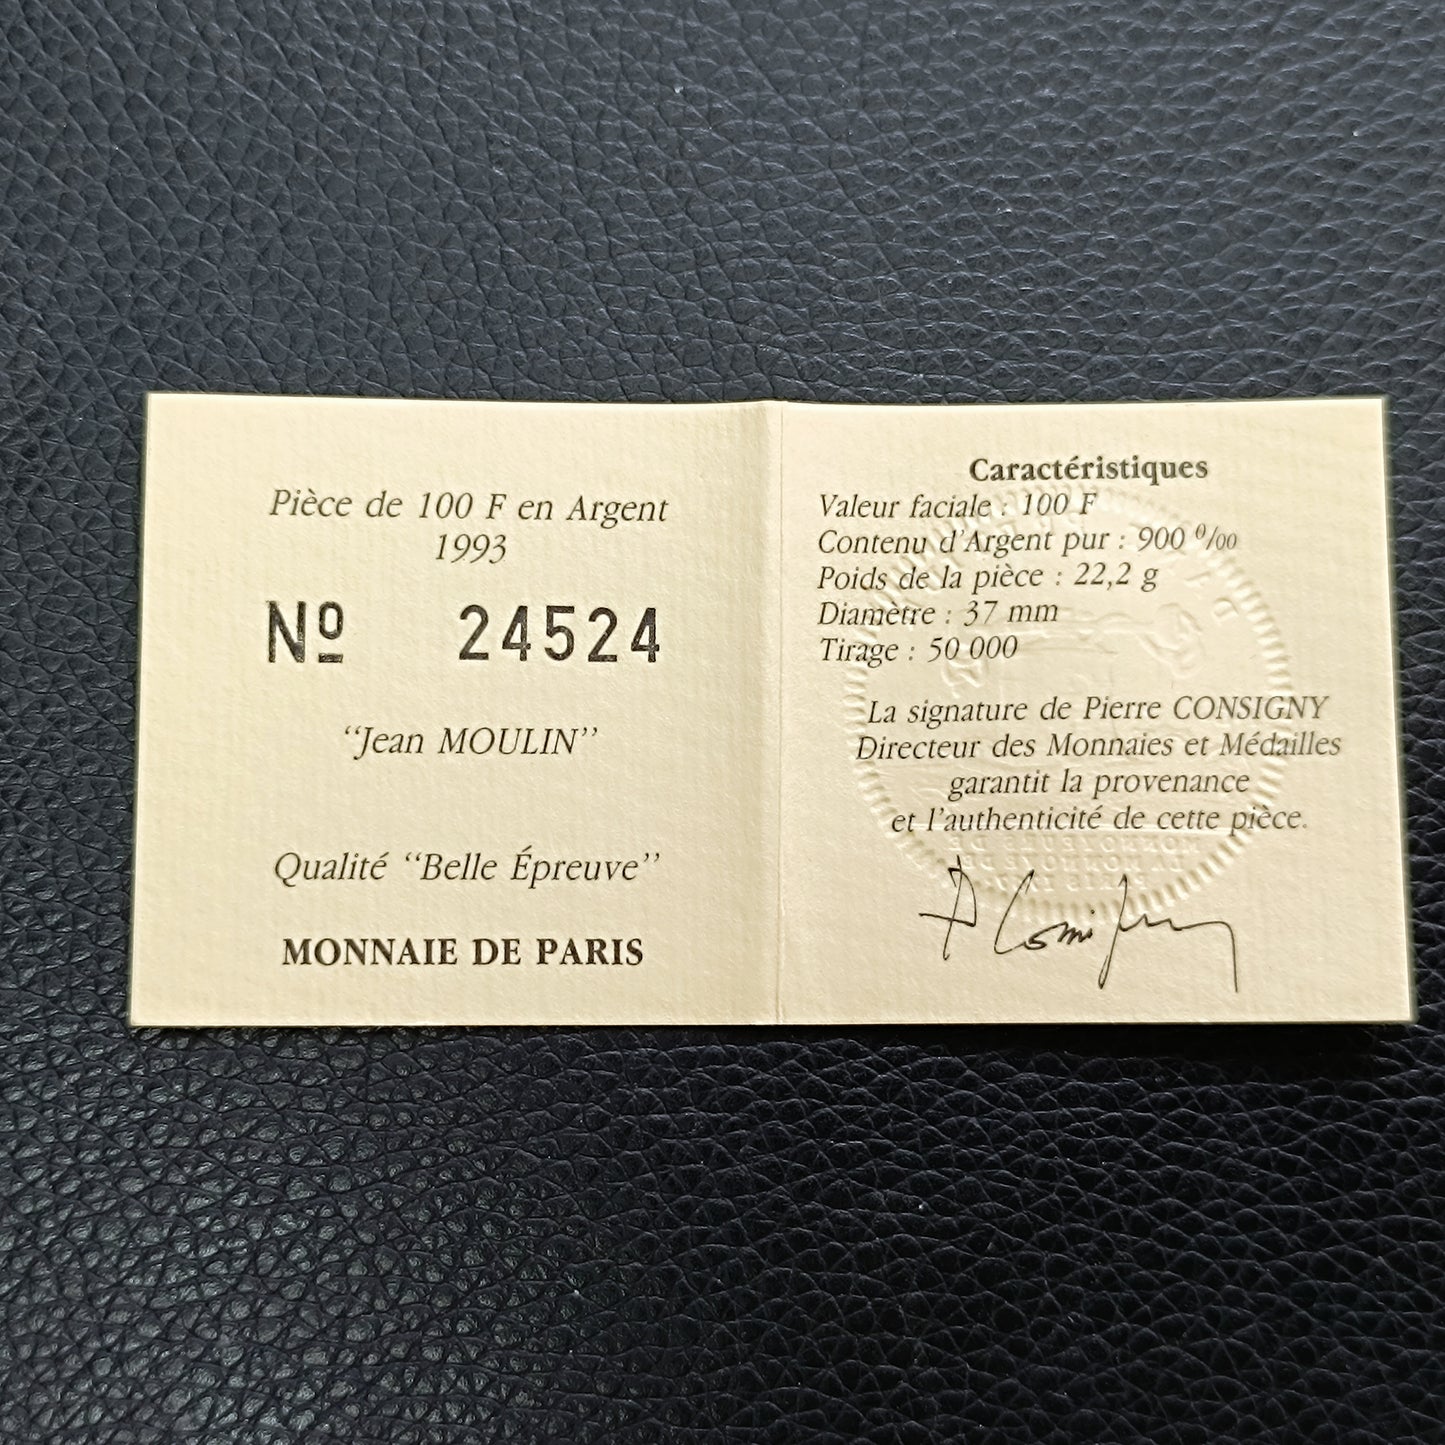 Pièce de 100 F en Argent
1993
Nº 24524
“Jean MOULIN”
Qualité “Belle Épreuve”
MONNAIE DE PARIS
Caractéristiques
Valeur faciale : 100 F
Contenu d'Argent pur : 900 ‰
Poids de la pièce : 22,2 g
Diamètre : 37 mm
Tirage : 50 000
La signature de Pierre CONSIGNY
Directeur des Monnaies et Médailles
garantit la provenance
et l'authenticité de cette pièce.